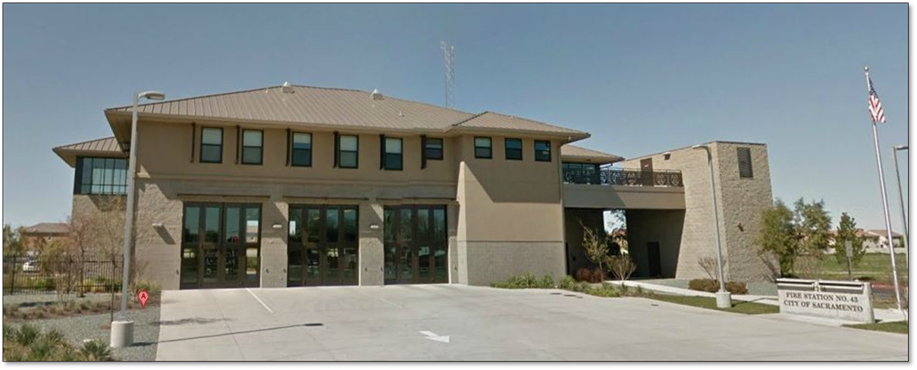 FIRE STATION NO. 43
CITY OF SACRAMENTO
A